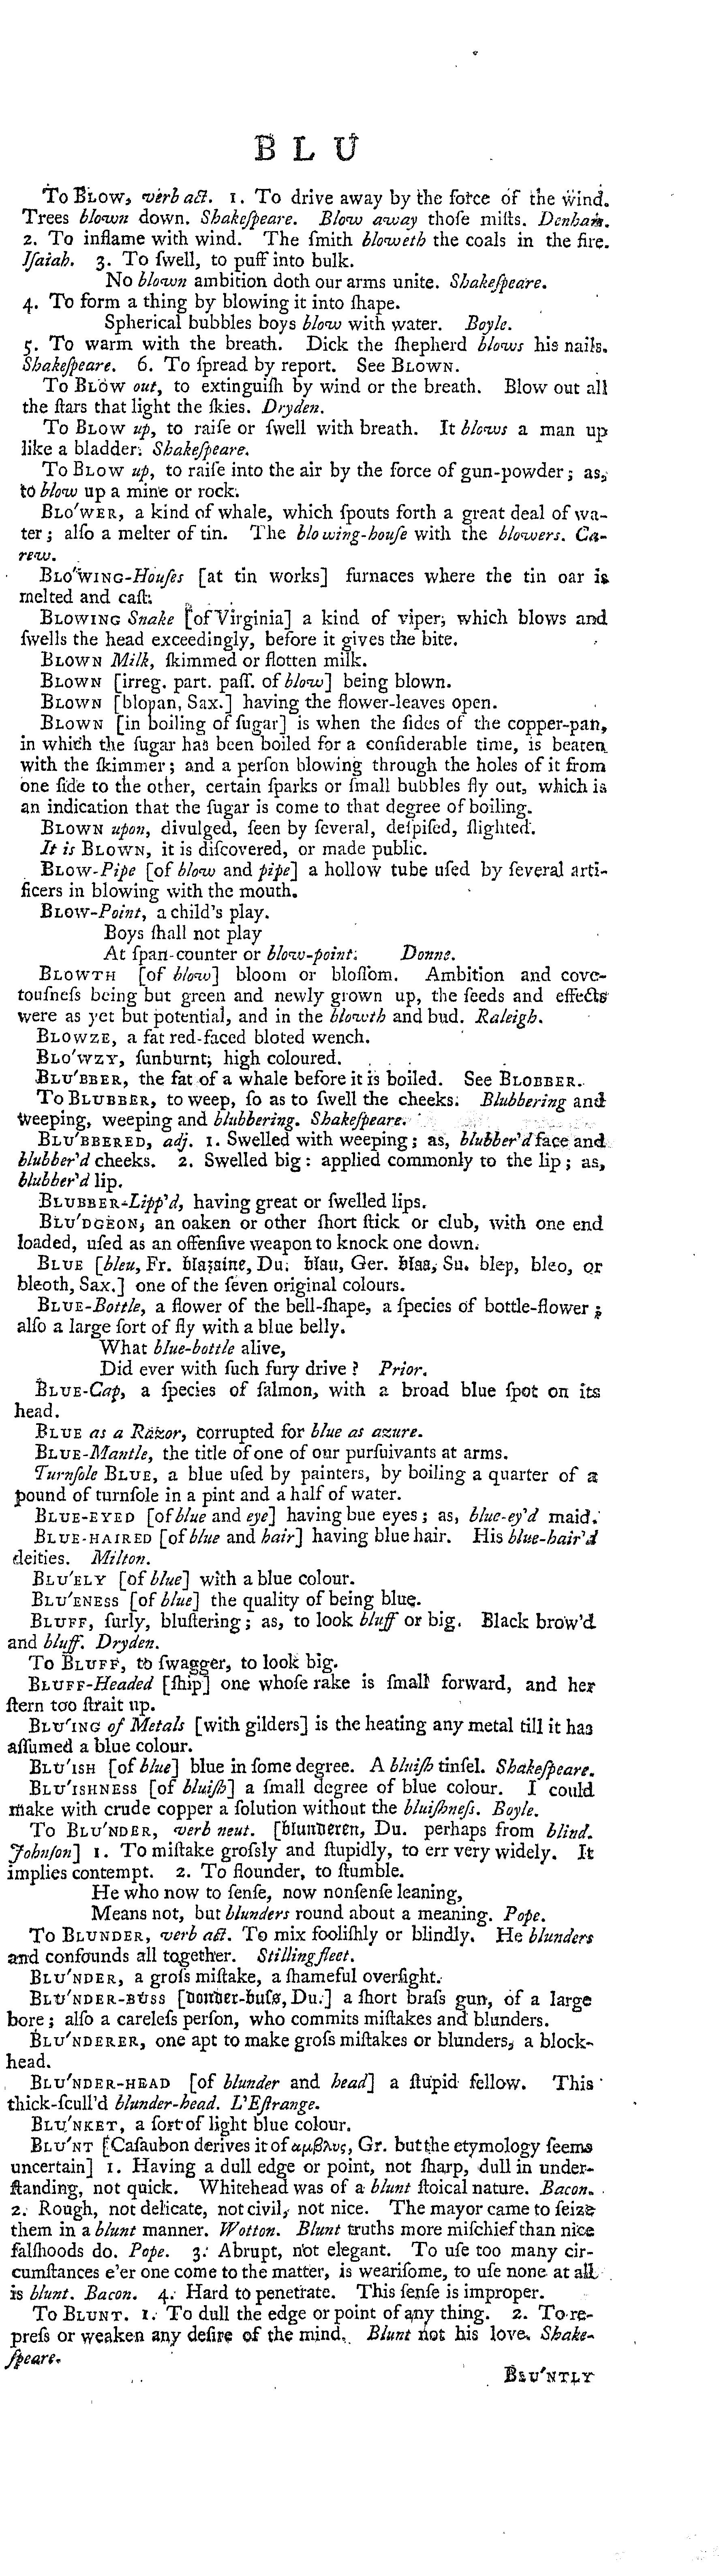 B L U
To BLOW, verb act. 1. To drive away by the force of the wind.
Trees blown down. Shakeſpeare. Blow away thoſe miſts. Denham.
2. To inflame with wind. The ſmith bloweth the coals in the fire.
Iſaiah. 3. To ſwell, to puff into bulk.
No blown ambition doth our arms unite. Shakeſpeare.
4. To form a thing by blowing it into ſhape.
Spherical bubbles boys blow with water. Boyle.
5. To warm with the breath. Dick the ſhepherd blows his nails.
Shakeſpeare. 6. To ſpread by report. See BLOWN.
To BLOW out, to extinguiſh by wind or the breath. Blow out all
the ſtars that light the ſkies. Dryden.
To BLOW up, to raiſe or ſwell with breath. It blows a man up
like a bladder. Shakeſpeare.
To BLOW up, to raiſe into the air by the force of gun-powder; as,
to blow up a mine or rock.
BLO'WER, a kind of whale, which ſpouts forth a great deal of wa-
ter; alſo a melter of tin. The blowing-houſe with the blowers. Ca-
rew.
BLO'WING-Houſes [at tin works] furnaces where the tin oar is
melted and caſt.
BLOWING Snake [of Virginia] a kind of viper, which blows and
ſwells the head exceedingly, before it gives the bite.
BLOWN Milk, ſkimmed or flotten milk.
BLOWN [irreg. part. paſſ. of blow] being blown.
BLOWN [bloƿan, Sax.] having the flower-leaves open.
BLOWN [in boiling of ſugar] is when the ſides of the copper-pan,
in which the ſugar has been boiled for a conſiderable time, is beaten
with the ſkimmer; and a perſon blowing through the holes of it from
one ſide to the other, certain ſparks or ſmall bubbles fly out, which is
an indication that the ſugar is come to that degree of boiling.
BLOWN upon, divulged, ſeen by ſeveral, deſpiſed, ſlighted.
It is BLOWN, it is diſcovered, or made public.
BLOW-Pipe [of blow and pipe] a hollow tube uſed by ſeveral arti-
ficers in blowing with the mouth.
BLOW-Point, a child's play.
Boys ſhall not play
At ſpan-counter or blow-point. Donne.
BLOWTH [of blow] bloom or bloſſom. Ambition and cove-
touſneſs being but green and newly grown up, the ſeeds and effects
were as yet but potential, and in the blowth and bud. Raleigh.
BLOWZE, a fat red-faced bloted wench.
BLO'WZY, ſunburnt, high coloured.
BLU'BBER, the fat of a whale before it is boiled. See BLOBBER.
To BLUBBER, to weep, ſo as to ſwell the cheeks. Blubbering and
weeping, weeping and blubbering. Shakeſpeare.
BLU'BBERED, adj. 1. Swelled with weeping; as, blubber'd face and
blubber'd cheeks. 2. Swelled big: applied commonly to the lip; as,
blubber'd lip.
BLUBBER-Lipp'd, having great or ſwelled lips.
BLU'DGEON, an oaken or other ſhort ſtick or club, with one end
loaded, uſed as an offenſive weapon to knock one down.
BLUE [bleu, Fr. blazaine, Du. blau, Ger. blaa, Su. bleƿ, bleo, or
bleoth, Sax.] one of the ſeven original colours.
BLUE-Bottle, a flower of the bell-ſhape, a ſpecies of bottle-flower;
alſo a large ſort of fly with a blue belly.
What blue-bottle alive,
Did ever with ſuch fury drive? Prior.
BLUE-Cap, a ſpecies of ſalmon, with a broad blue ſpot on its
head.
BLUE as a Razor, corrupted for blue as azure.
BLUE-Mantle, the title of one of our purſuivants at arms.
Turnſole BLUE, a blue uſed by painters, by boiling a quarter of a
pound of turnſole in a pint and a half of water.
BLUE-EYED [of blue and eye] having bue eyes; as, blue-ey'd maid.
BLUE-HAIRED [of blue and hair] having blue hair. His blue-hair'd
deities. Milton.
BLU'ELY [of blue] with a blue colour.
BLU'ENESS [of blue] the quality of being blue.
BLUFF, ſurly, bluſtering; as, to look bluff or big. Black brow'd
and bluff. Dryden.
To BLUFF, to ſwagger, to look big.
BLUFF-Headed [ſhip] one whoſe rake is ſmall forward, and her
ſtern too ſtrait up.
BLU'ING of Metals [with gilders] is the heating any metal till it has
aſſumed a blue colour.
BLU'ISH [of blue] blue in ſome degree. A bluiſh tinſel. Shakeſpeare.
BLU'ISHNESS [of bluiſh] a ſmall degree of blue colour. I could
make with crude copper a ſolution without the bluiſhneſs. Boyle.
To BLU'NDER, verb neut. [blunderen, Du. perhaps from blind.
Johnſon] 1. To miſtake groſsly and ſtupidly, to err very widely. It
implies contempt. 2. To flounder, to ſtumble.
He who now to ſenſe, now nonſenſe leaning,
Means not, but blunders round about a meaning. Pope.
To BLUNDER, verb act. To mix fooliſhly or blindly. He blunders
and confounds all together. Stillingfleet.
BLU'NDER, a groſs miſtake, a ſhameful overſight.
BLU'NDER-BUSS [donder-buſs, Du.] a ſhort braſs gun, of a large
bore; alſo a careleſs perſon, who commits miſtakes and blunders.
BLU'NDERER, one apt to make groſs miſtakes or blunders, a block-
head.
BLU'NDER-HEAD [of blunder and head] a ſtupid fellow. This
thick-ſcull'd blunder-head. L'Eſtrange.
BLU'NKET, a ſort of light blue colour.
BLU'NT [Caſaubon derives it of αμβλυς, Gr. but the etymology ſeems
uncertain] 1. Having a dull edge or point, not ſharp, dull in under-
ſtanding, not quick. Whitehead was of a blunt ſtoical nature. Bacon.
2. Rough, not delicate, not civil, not nice. The mayor came to ſeize
them in a blunt manner. Wotton. Blunt truths more miſchief than nice
falſhoods do. Pope. 3. Abrupt, not elegant. To uſe too many cir-
cumſtances e'er one come to the matter, is weariſome, to uſe none at all
is blunt. Bacon. 4. Hard to penetrate. This ſenſe is improper.
To BLUNT. 1. To dull the edge or point of any thing. 2. To re-
preſs or weaken any deſire of the mind. Blunt not his love. Shake-
ſpeare.
BLU'NTLY